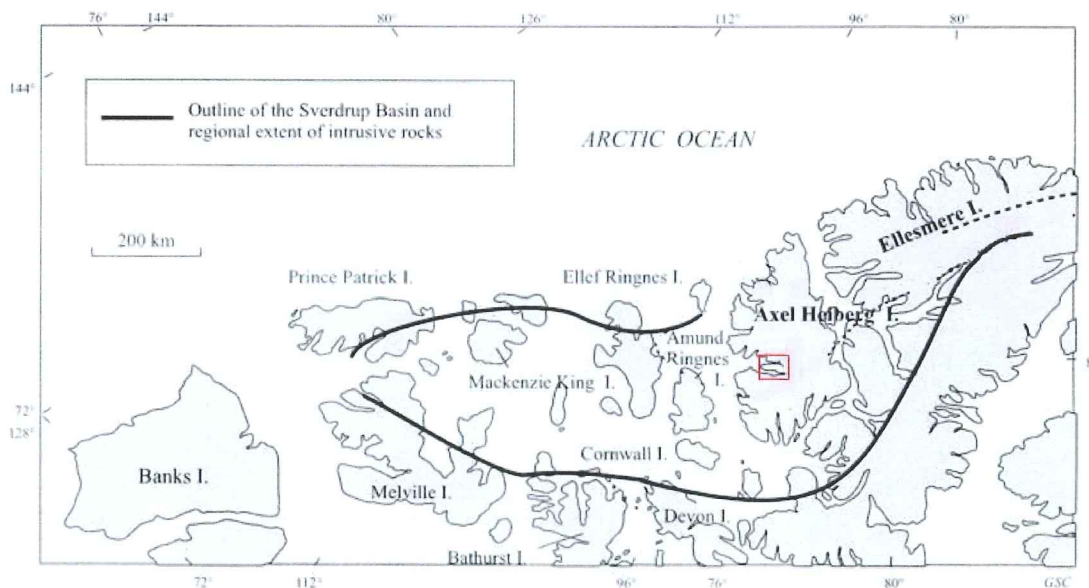 76° 144° 80° 126° 112° 96° 80°
144°
Outline of the Sverdrup Basin and
regional extent of intrusive rocks
ARCTIC OCEAN
200 km
Ellesmere I.
Prince Patrick I.
Ellef Ringnes I.
Axel Heiberg I.
Amund
Ringnes
I.
Mackenzie King I.
72°
128°
Banks I.
Melville I.
Cornwall I.
Devon I.
Bathurst I.
72° 112° 96° 76° 80° GSC